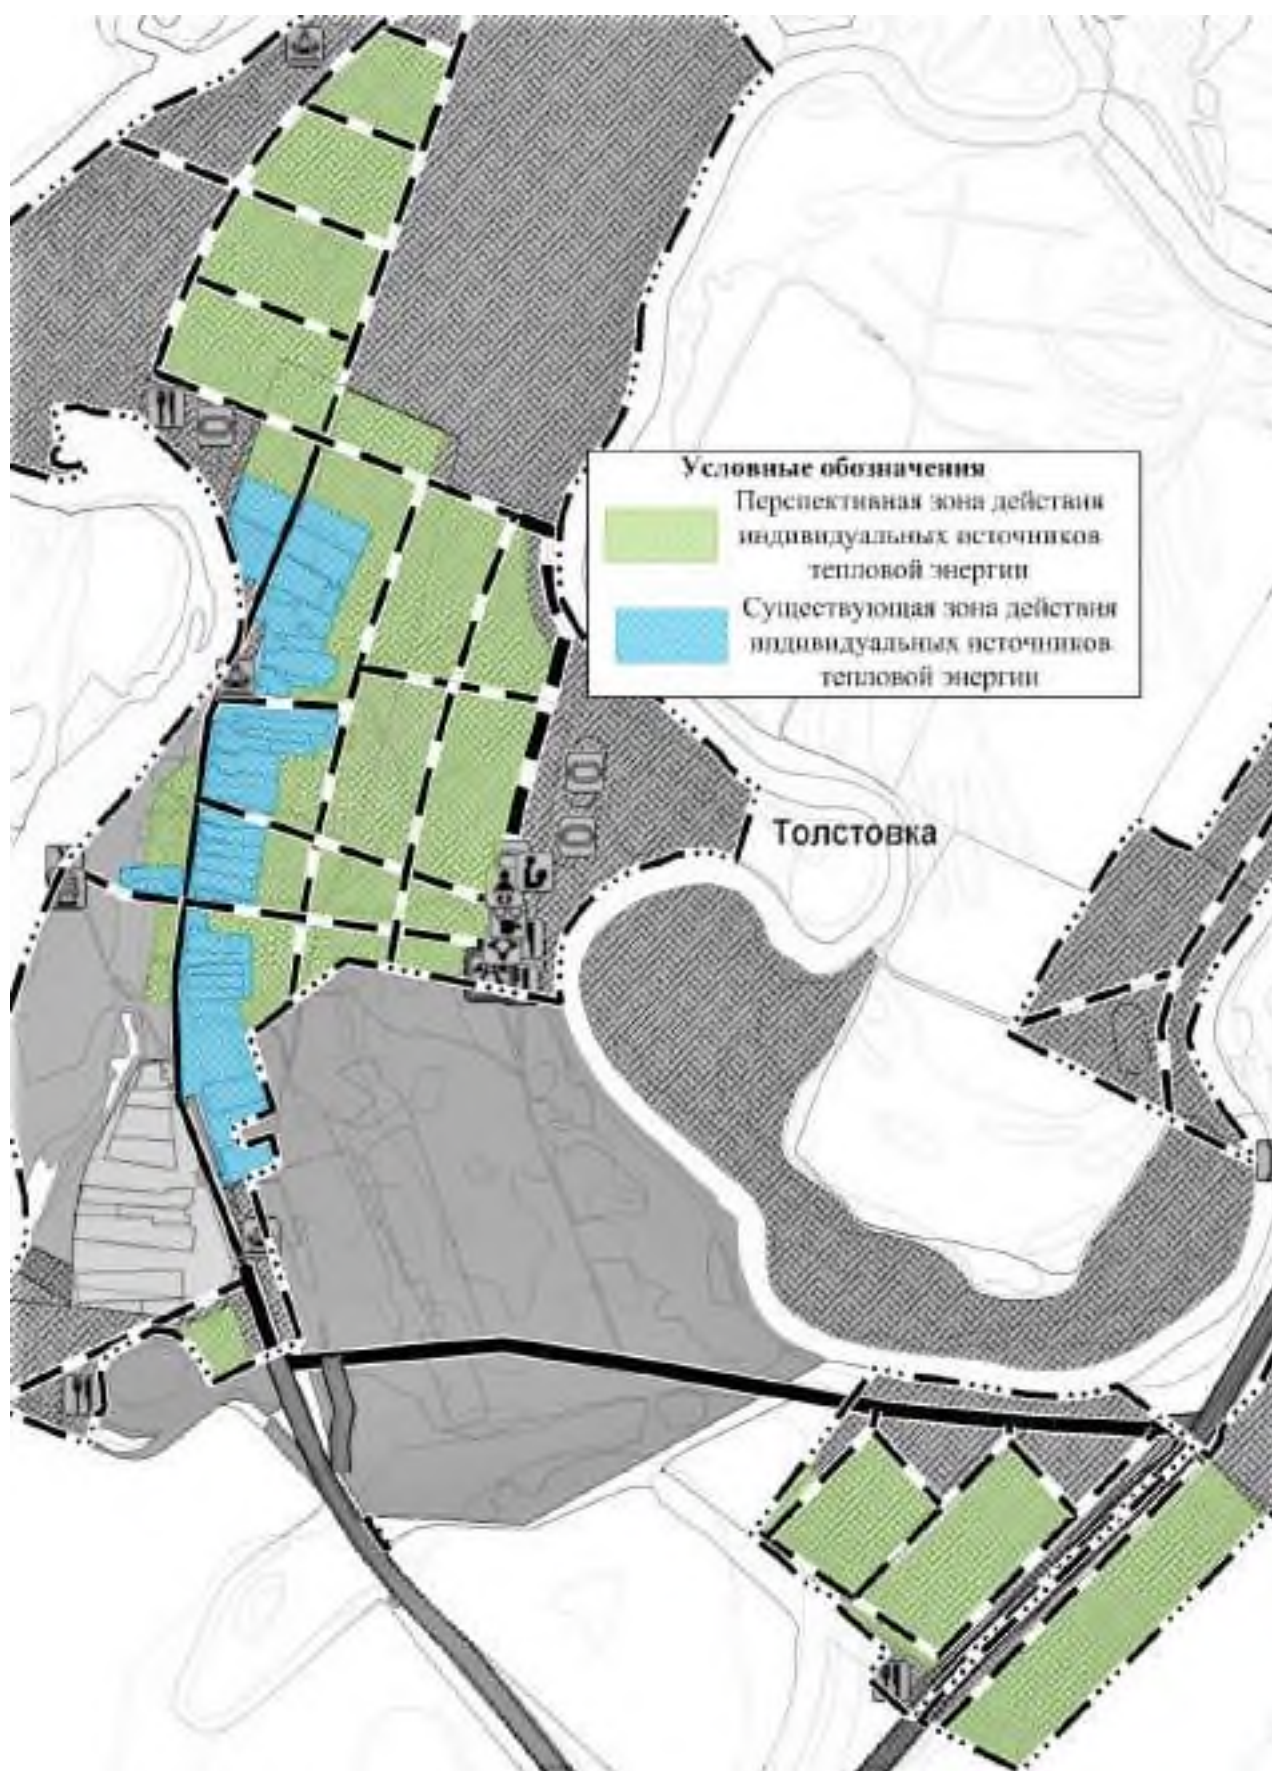 Условные обозначения
Перспективная зона действия
индивидуальных источников
тепловой энергии
Существующая зона действия
индивидуальных источников
тепловой энергии
Толстовка